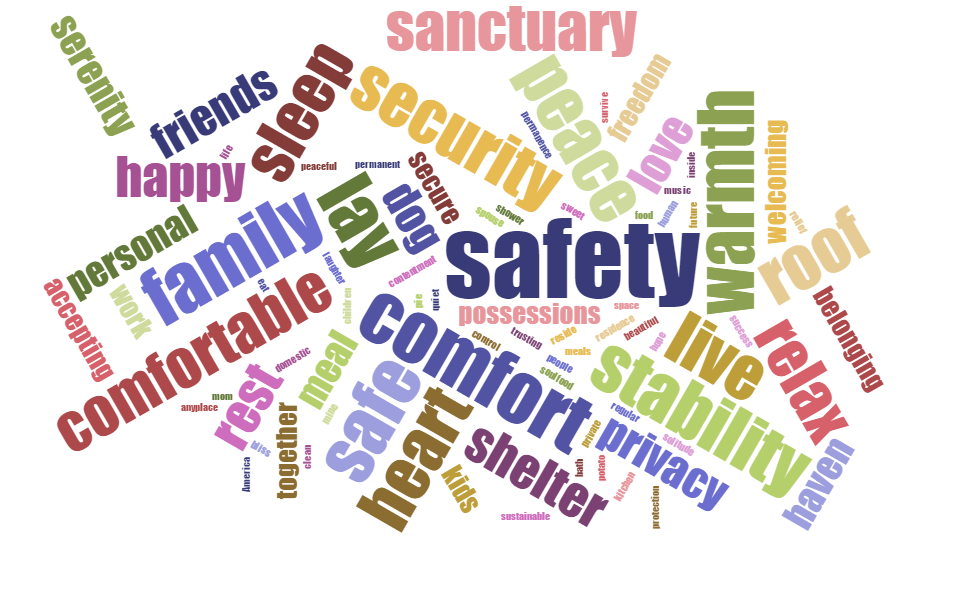 sanctuary
serenity
friends
sleep
security
peace
survive
freedom
permanence
love
warmth
welcoming
life
happy
peaceful
permanent
secure
inside
music
personal
family
lay
dog
spouse
shower
sweet
food
human
future
relief
roof
safety
laughter
contentment
accepting
work
comfortable
eat
children
comfort
pie
quiet
possessions
space
belonging
control
trusting
reside
residence
beautiful
hope
live
success
relax
domestic
meal
meals
people
soulfood
stability
mom
anyplace
rest
together
mine
safe
heart
regular
private
privacy
solitude
haven
bliss
America
clean
kids
shelter
bath
potato
kitchen
protection
sustainable